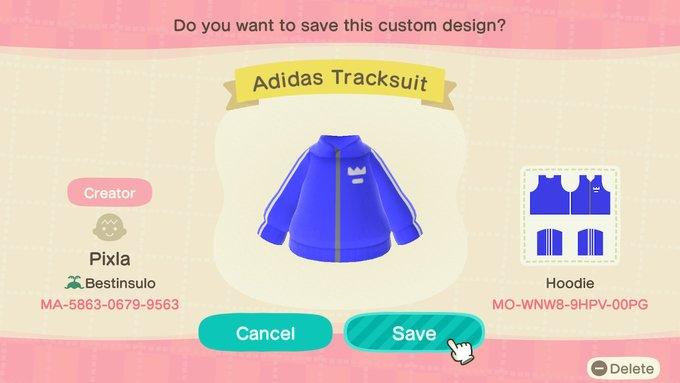 Do you want to save this custom design?
Adidas Tracksuit
Creator
Pixla
Bestinsulo
MA-5863-0679-9563
Hoodie
MO-WNW8-9HPV-00PG
Cancel
Save
Delete